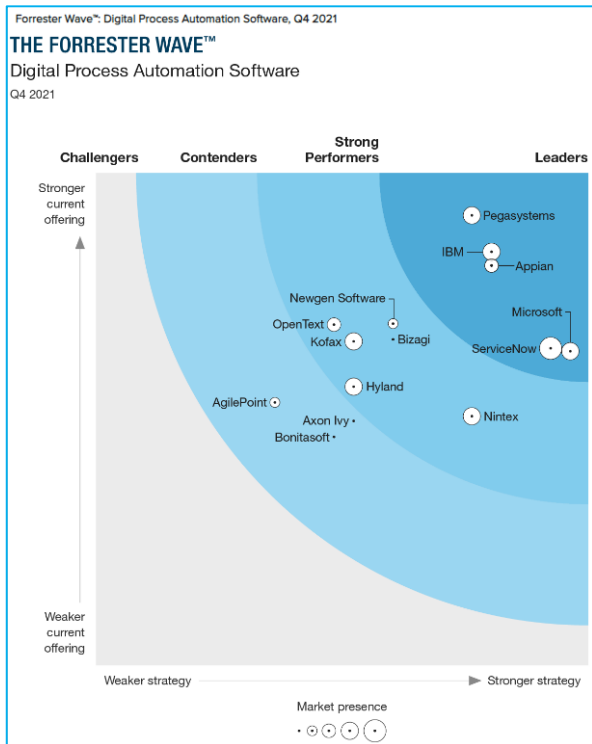 Forrester Wave™: Digital Process Automation Software, Q4 2021
THE FORRESTER WAVE™
Digital Process Automation Software
Q4 2021
Challengers
Contenders
Strong
Performers
Leaders
Stronger
current
offering
Pegasystems
IBM
Appian
Newgen Software
Microsoft
OpenText
Kofax
Bizagi
ServiceNow
Hyland
AgilePoint
Axon Ivy
Nintex
Bonitasoft
Weaker
current
offering
Weaker strategy
Stronger strategy
Market presence